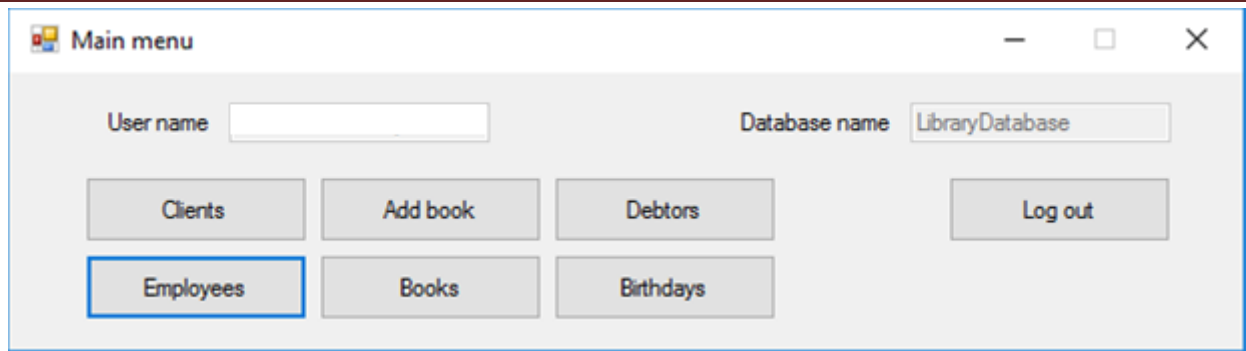 Main menu
User name Database name LibraryDatabase
Clients Add book Debtors Log out
Employees Books Birthdays